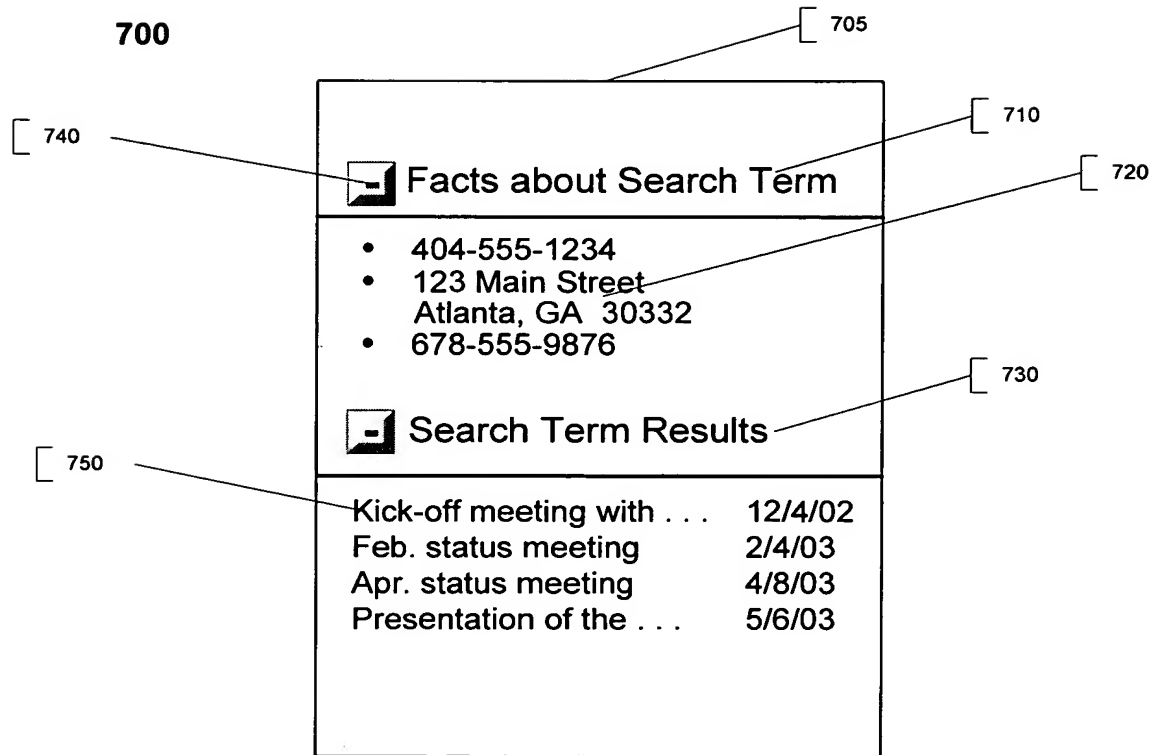 700
705
710
740
- Facts about Search Term
720
• 404-555-1234
• 123 Main Street
Atlanta, GA 30332
• 678-555-9876
730
- Search Term Results
750
Kick-off meeting with . . . 12/4/02
Feb. status meeting 2/4/03
Apr. status meeting 4/8/03
Presentation of the . . . 5/6/03